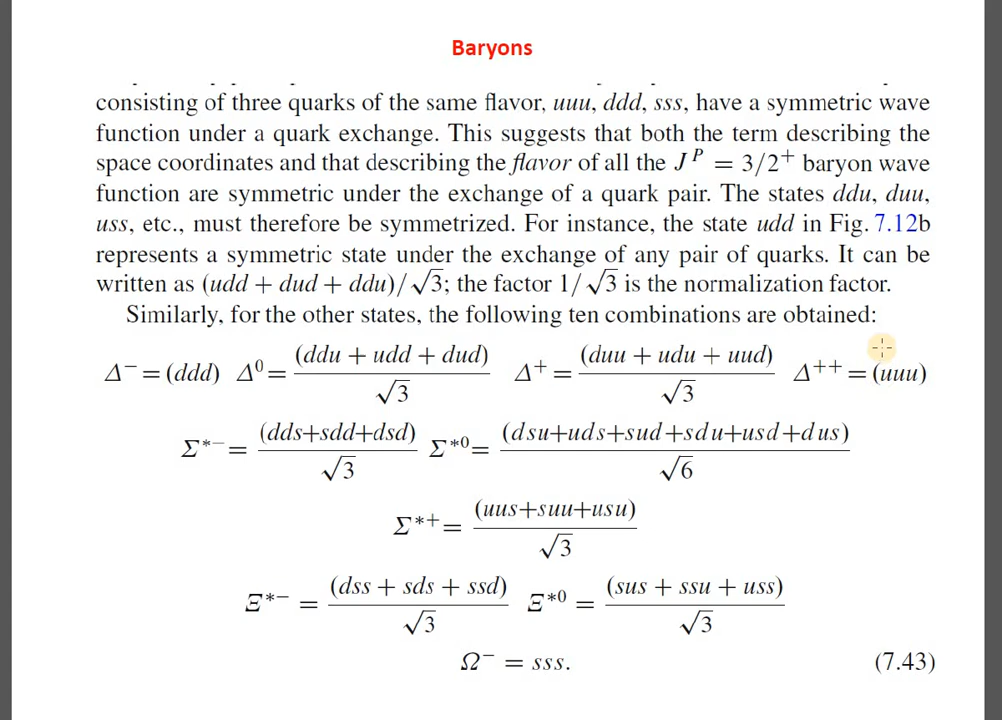 Baryons
consisting of three quarks of the same flavor, uuu, ddd, sss, have a symmetric wave
function under a quark exchange. This suggests that both the term describing the
space coordinates and that describing the flavor of all the J^P = 3/2^+ baryon wave
function are symmetric under the exchange of a quark pair. The states ddu, duu,
uss, etc., must therefore be symmetrized. For instance, the state udd in Fig. 7.12b
represents a symmetric state under the exchange of any pair of quarks. It can be
written as (udd + dud + ddu)/√3; the factor 1/√3 is the normalization factor.
Similarly, for the other states, the following ten combinations are obtained:
Δ^− = (ddd) Δ^0 = (ddu + udd + dud)/√3 Δ^+ = (duu + udu + uud)/√3 Δ^++ = (uuu)
Σ^*− = (dds+sdd+dsd)/√3 Σ^*0 = (dsu+uds+sud+sdu+usd+dus)/√6
Σ^*+ = (uus+suu+usu)/√3
Ξ^*− = (dss + sds + ssd)/√3 Ξ^*0 = (sus + ssu + uss)/√3
Ω^− = sss. (7.43)